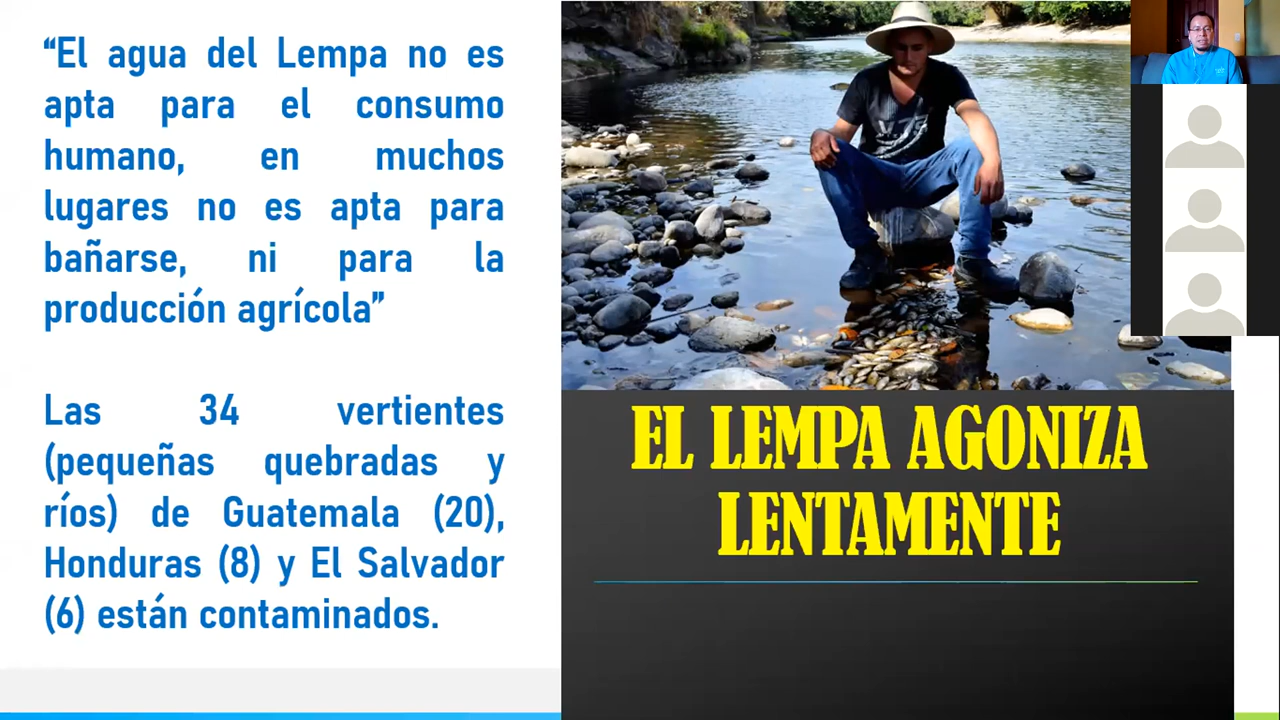 “El agua del Lempa no es
apta para el consumo
humano, en muchos
lugares no es apta para
bañarse, ni para la
producción agrícola”
Las 34 vertientes
(pequeñas quebradas y
ríos) de Guatemala (20),
Honduras (8) y El Salvador
(6) están contaminados.
EL LEMPA AGONIZA
LENTAMENTE